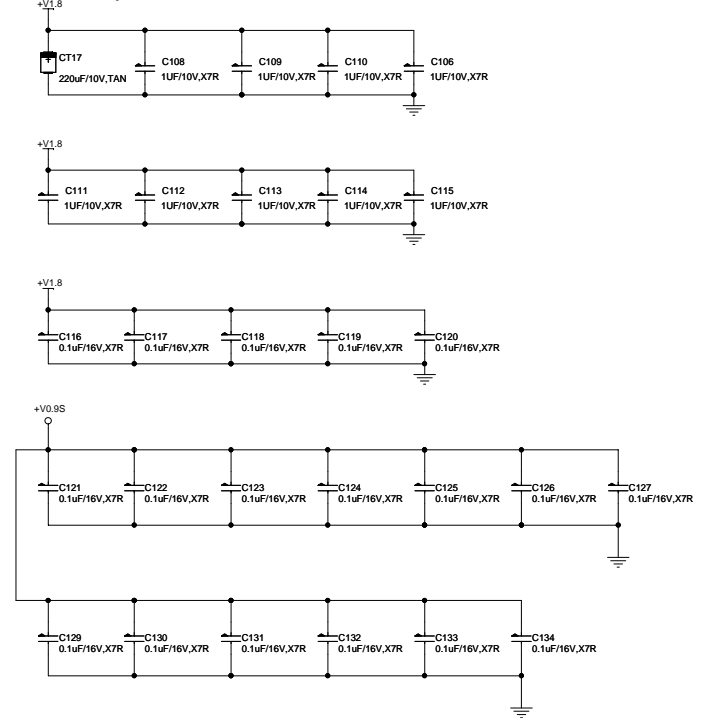 +V1.8
CT17
220uF/10V,TAN
C108
1UF/10V,X7R
C109
1UF/10V,X7R
C110
1UF/10V,X7R
C106
1UF/10V,X7R
+V1.8
C111
1UF/10V,X7R
C112
1UF/10V,X7R
C113
1UF/10V,X7R
C114
1UF/10V,X7R
C115
1UF/10V,X7R
+V1.8
C116
0.1uF/16V,X7R
C117
0.1uF/16V,X7R
C118
0.1uF/16V,X7R
C119
0.1uF/16V,X7R
C120
0.1uF/16V,X7R
+V0.9S
C121
0.1uF/16V,X7R
C122
0.1uF/16V,X7R
C123
0.1uF/16V,X7R
C124
0.1uF/16V,X7R
C125
0.1uF/16V,X7R
C126
0.1uF/16V,X7R
C127
0.1uF/16V,X7R
C129
0.1uF/16V,X7R
C130
0.1uF/16V,X7R
C131
0.1uF/16V,X7R
C132
0.1uF/16V,X7R
C133
0.1uF/16V,X7R
C134
0.1uF/16V,X7R